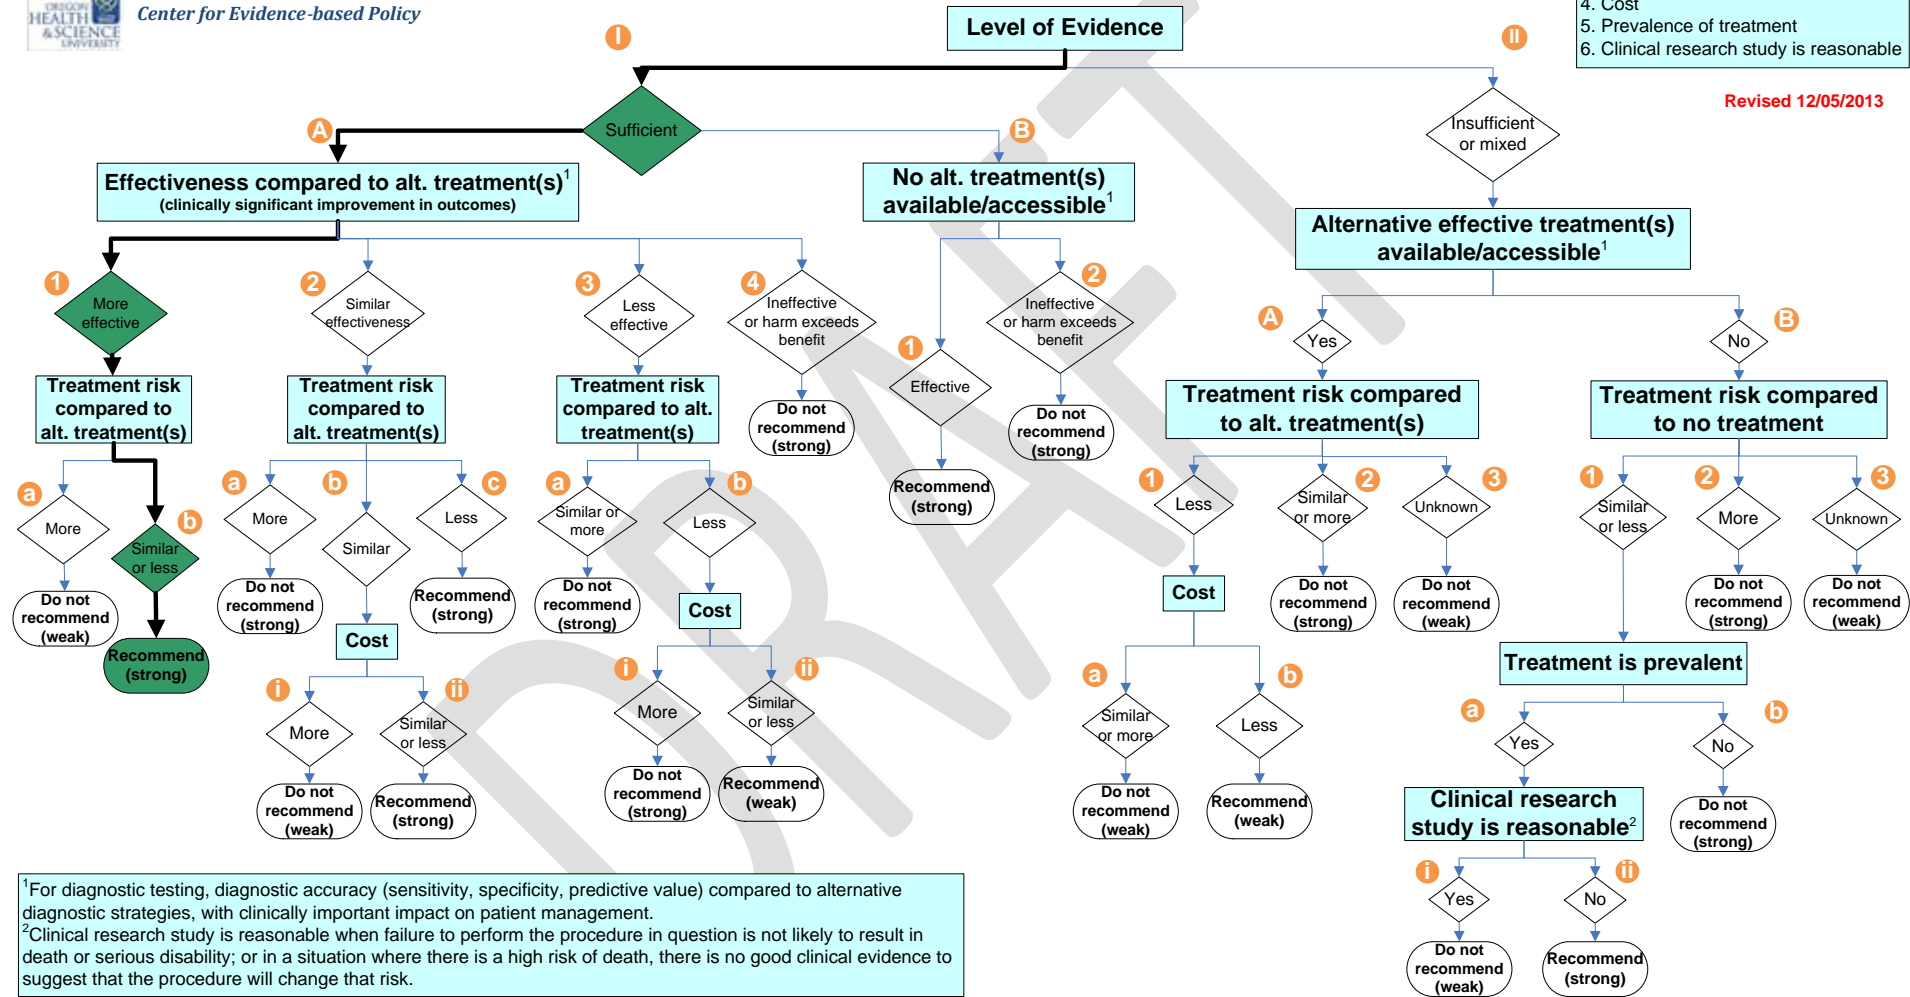 OREGON
HEALTH
&SCIENCE
UNIVERSITY
Center for Evidence-based Policy
4. Cost
5. Prevalence of treatment
6. Clinical research study is reasonable
Revised 12/05/2013
DRAFT
Level of Evidence
I
II
Sufficient
Insufficient
or mixed
A
B
Effectiveness compared to alt. treatment(s)1
(clinically significant improvement in outcomes)
No alt. treatment(s)
available/accessible1
Alternative effective treatment(s)
available/accessible1
1
More
effective
2
Similar
effectiveness
3
Less
effective
4
Ineffective
or harm exceeds
benefit
Do not
recommend
(strong)
1
Effective
Recommend
(strong)
2
Ineffective
or harm exceeds
benefit
Do not
recommend
(strong)
A
Yes
B
No
Treatment risk
compared to
alt. treatment(s)
a
More
Do not
recommend
(weak)
b
Similar
or less
Recommend
(strong)
Treatment risk
compared to
alt. treatment(s)
a
More
Do not
recommend
(strong)
b
Similar
c
Less
Recommend
(strong)
Cost
i
More
Do not
recommend
(weak)
ii
Similar
or less
Recommend
(strong)
Treatment risk
compared to alt.
treatment(s)
a
Similar or
more
Do not
recommend
(strong)
b
Less
Cost
i
More
Do not
recommend
(strong)
ii
Similar
or less
Recommend
(weak)
Treatment risk compared
to alt. treatment(s)
1
Less
2
Similar
or more
Do not
recommend
(strong)
3
Unknown
Do not
recommend
(weak)
Cost
a
Similar
or more
Do not
recommend
(weak)
b
Less
Recommend
(weak)
Treatment risk compared
to no treatment
1
Similar
or less
2
More
Do not
recommend
(strong)
3
Unknown
Do not
recommend
(weak)
Treatment is prevalent
a
Yes
b
No
Do not
recommend
(strong)
Clinical research
study is reasonable2
i
Yes
Do not
recommend
(weak)
ii
No
Recommend
(strong)
1For diagnostic testing, diagnostic accuracy (sensitivity, specificity, predictive value) compared to alternative
diagnostic strategies, with clinically important impact on patient management.
2Clinical research study is reasonable when failure to perform the procedure in question is not likely to result in
death or serious disability; or in a situation where there is a high risk of death, there is no good clinical evidence to
suggest that the procedure will change that risk.